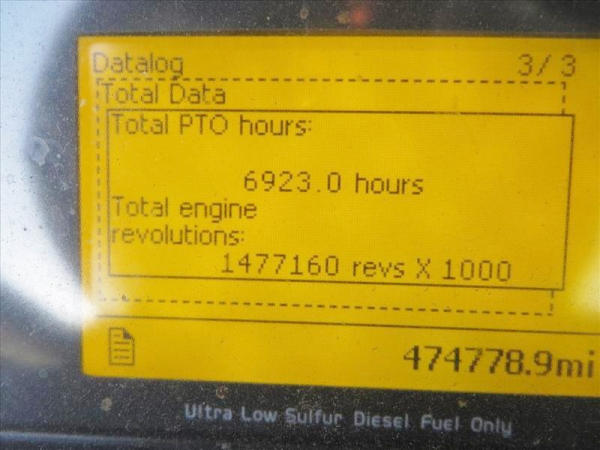 Datalog 3/3
Total Data
Total PTO hours:
6923.0 hours
Total engine
revolutions:
1477160 revs X 1000
474778.9mi
Ultra Low Sulfur Diesel Fuel Only